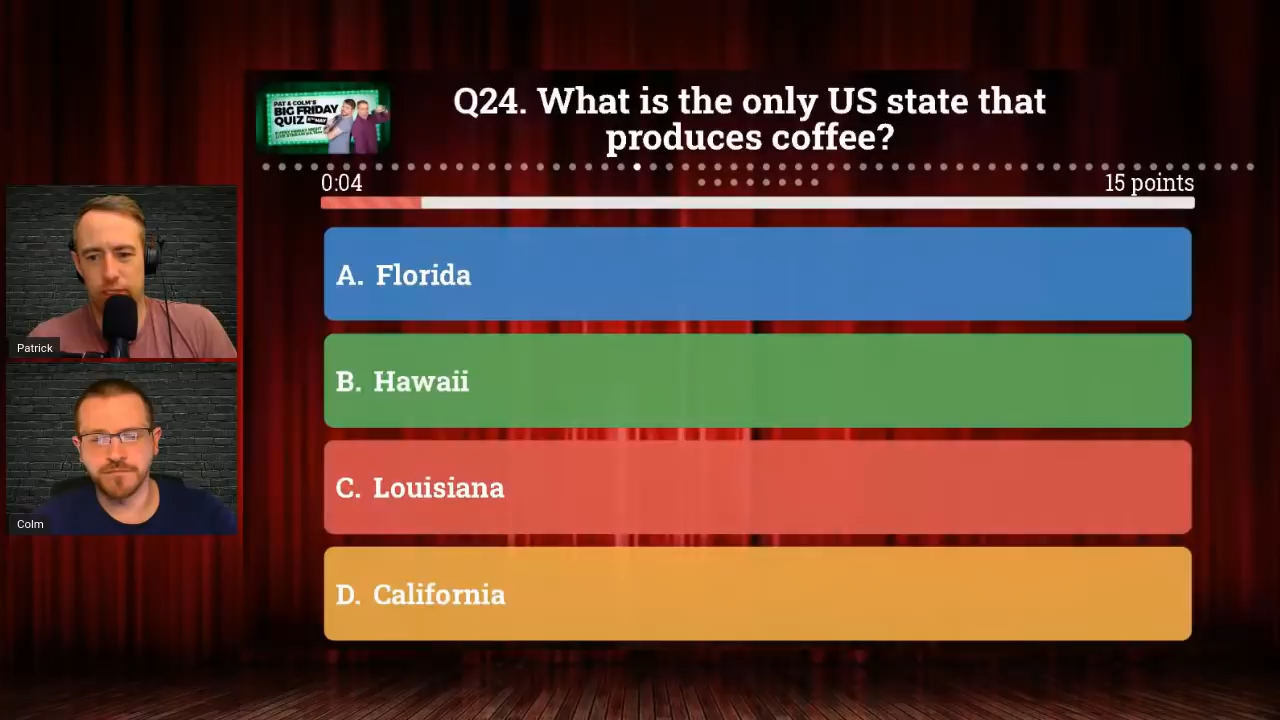 PAT & COLM'S
BIG FRIDAY
QUIZ
Q24. What is the only US state that
produces coffee?
0:04
15 points
A. Florida
B. Hawaii
C. Louisiana
D. California
Patrick
Colm